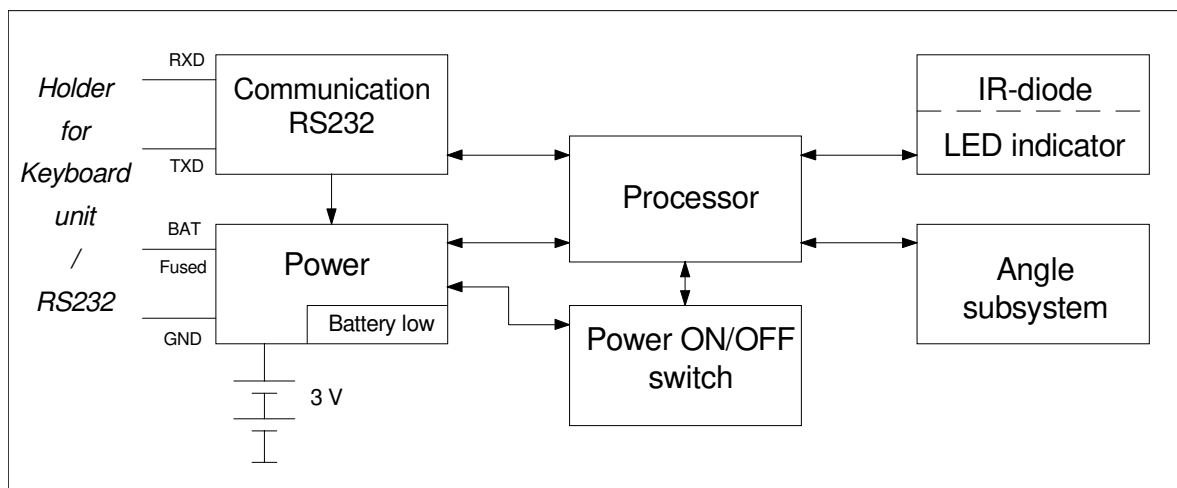 Holder
for
Keyboard
unit
/
RS232
RXD
TXD
BAT
Fused
GND
Communication
RS232
Power
Battery low
3 V
Processor
Power ON/OFF
switch
IR-diode
LED indicator
Angle
subsystem